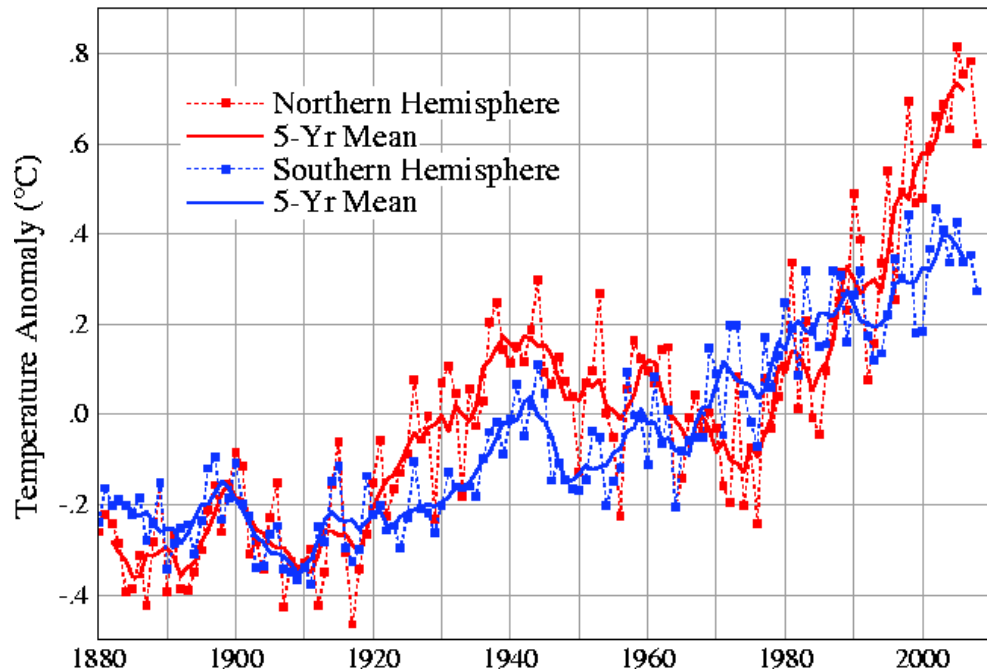 .8
.6
.4
.2
.0
-.2
-.4
Temperature Anomaly (°C)
Northern Hemisphere
5-Yr Mean
Southern Hemisphere
5-Yr Mean
1880 1900 1920 1940 1960 1980 2000